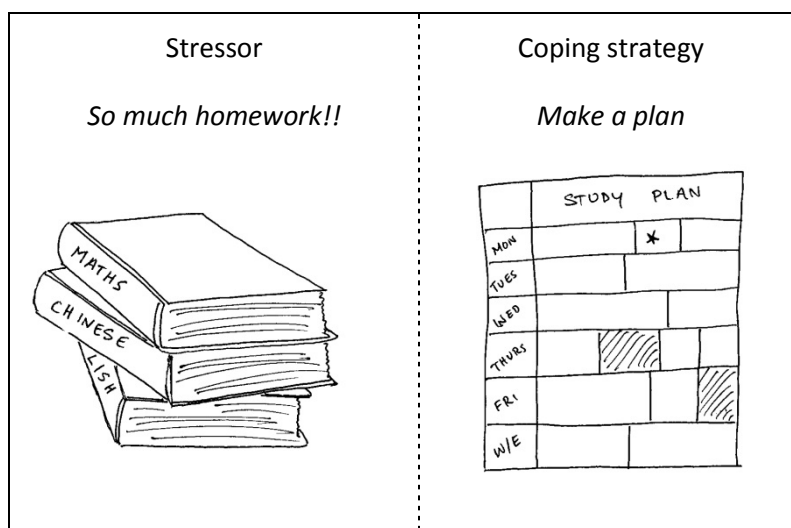 Stressor
So much homework!!
MATHS
CHINESE
LISH
Coping strategy
Make a plan
STUDY PLAN
MON
TUES
WED
THURS
FRI
W/E